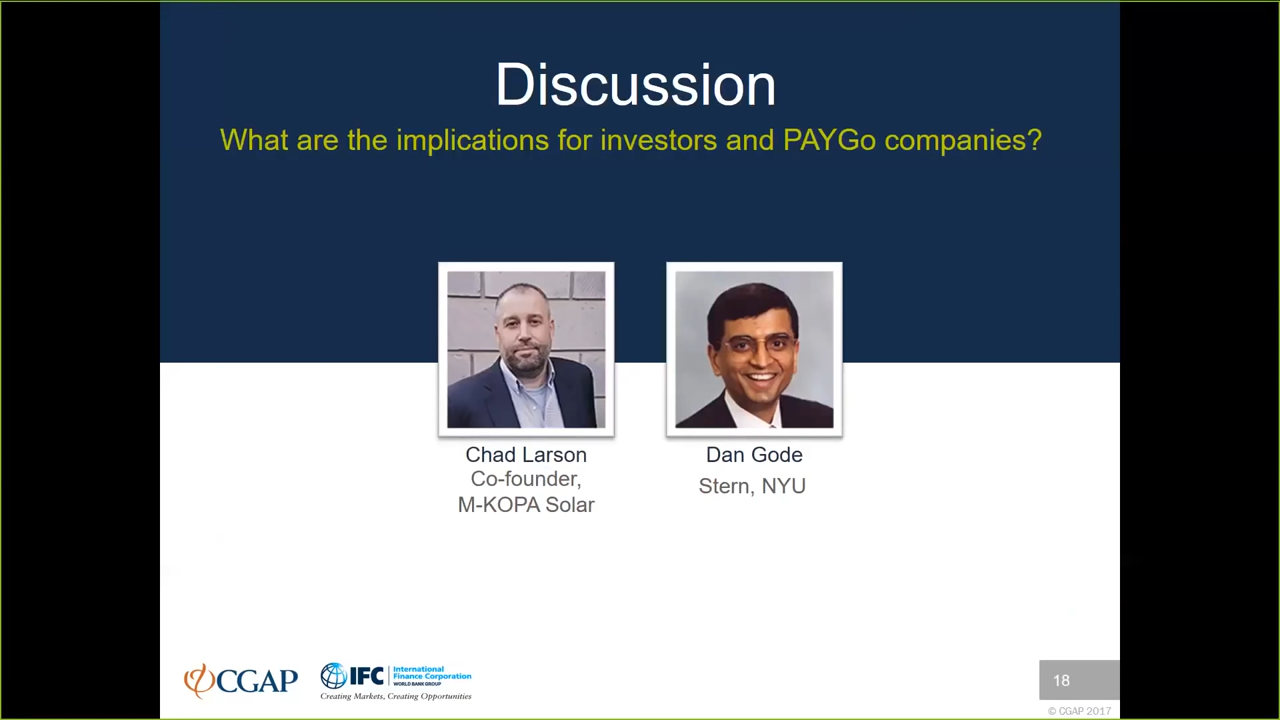 Discussion
What are the implications for investors and PAYGo companies?
Chad Larson
Co-founder,
M-KOPA Solar
Dan Gode
Stern, NYU
CGAP
IFC
International
Finance Corporation
WORLD BANK GROUP
Creating Markets, Creating Opportunities
18
© CGAP 2017